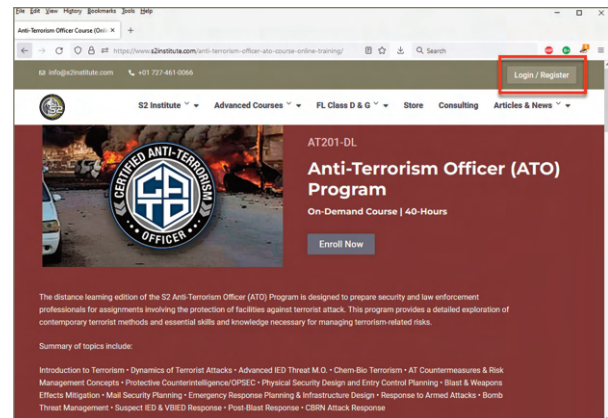 File Edit View History Bookmarks Tools Help
Anti-Terrorism Officer Course (Onli ×
https://www.s2institute.com/anti-terrorism-officer-ato-course-online-training/
Search
info@s2institute.com +01 727-461-0066
Login / Register
S2
S2 Institute Advanced Courses FL Class D & G Store Consulting Articles & News
CERTIFIED ANTI-TERRORISM
CATO
OFFICER
AT201-DL
Anti-Terrorism Officer (ATO)
Program
On-Demand Course | 40-Hours
Enroll Now
The distance learning edition of the S2 Anti-Terrorism Officer (ATO) Program is designed to prepare security and law enforcement
professionals for assignments involving the protection of facilities against terrorist attack. This program provides a detailed exploration of
contemporary terrorist methods and essential skills and knowledge necessary for managing terrorism-related risks.
Summary of topics include:
Introduction to Terrorism • Dynamics of Terrorist Attacks • Advanced IED Threat M.O. • Chem-Bio Terrorism • AT Countermeasures & Risk
Management Concepts • Protective Counterintelligence/OPSEC • Physical Security Design and Entry Control Planning • Blast & Weapons
Effects Mitigation • Mail Security Planning • Emergency Response Planning & Infrastructure Design • Response to Armed Attacks • Bomb
Threat Management • Suspect IED & VBIED Response • Post-Blast Response • CBRN Attack Response